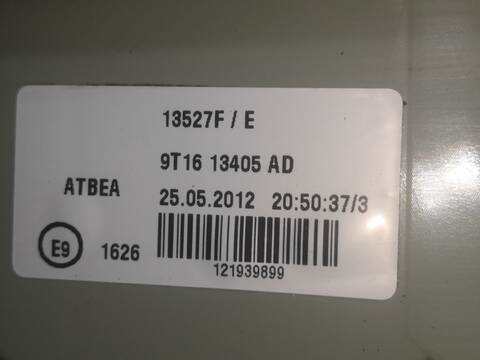 13527F / E
9T16 13405 AD
ATBEA
25.05.2012 20:50:37/3
E9
1626
121939899